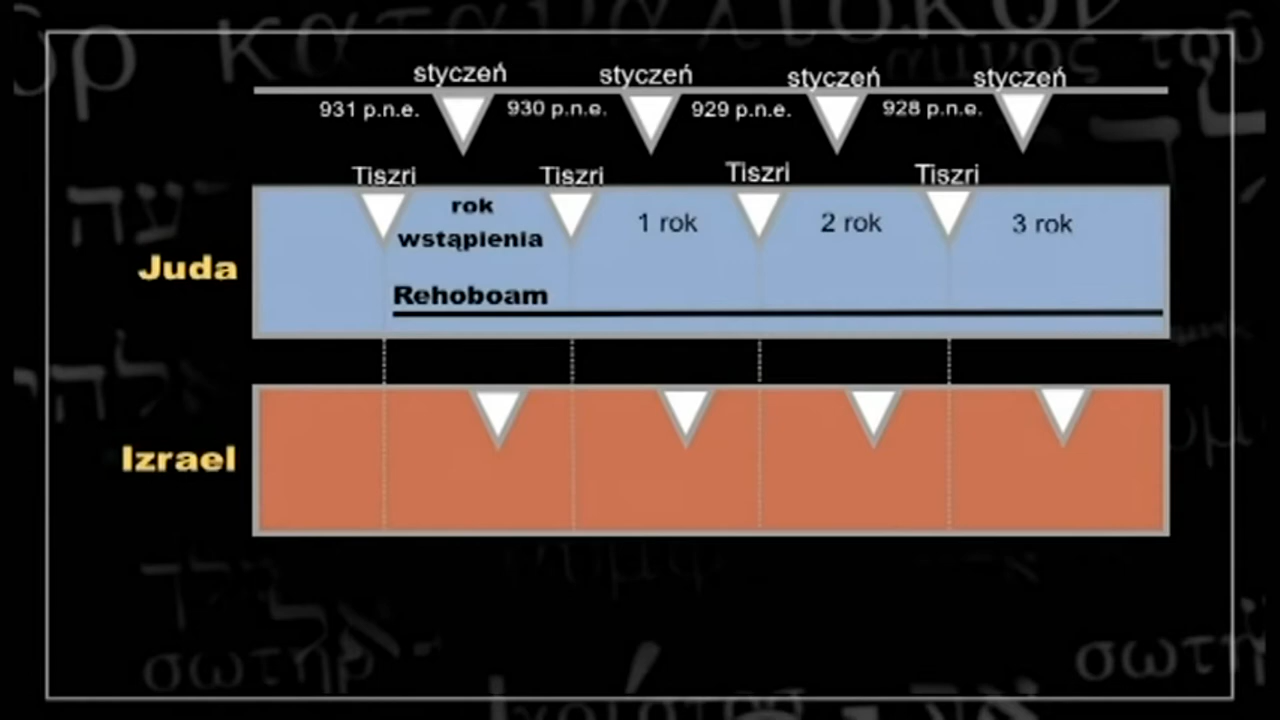 styczeń styczeń styczeń styczeń
931 p.n.e. 930 p.n.e. 929 p.n.e. 928 p.n.e.
Tiszri Tiszri Tiszri Tiszri
rok
wstąpienia
1 rok 2 rok 3 rok
Juda
Rehoboam
Izrael
σωτηρ